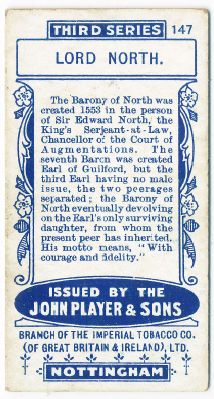 THIRD SERIES 147
LORD NORTH.
The Barony of North was
created 1553 in the person
of Sir Edward North, the
King's Serjeant-at-Law,
Chancellor of the Court of
Augmentations. The
seventh Baron was created
Earl of Guilford, but the
third Earl having no male
issue, the two peerages
separated; the Barony of
North eventually devolving
on the Earl's only surviving
daughter, from whom the
present peer has inherited.
His motto means, "With
courage and fidelity."
ISSUED BY THE
JOHN PLAYER & SONS
BRANCH OF THE IMPERIAL TOBACCO CO.,
(OF GREAT BRITAIN & IRELAND), LTD.
NOTTINGHAM